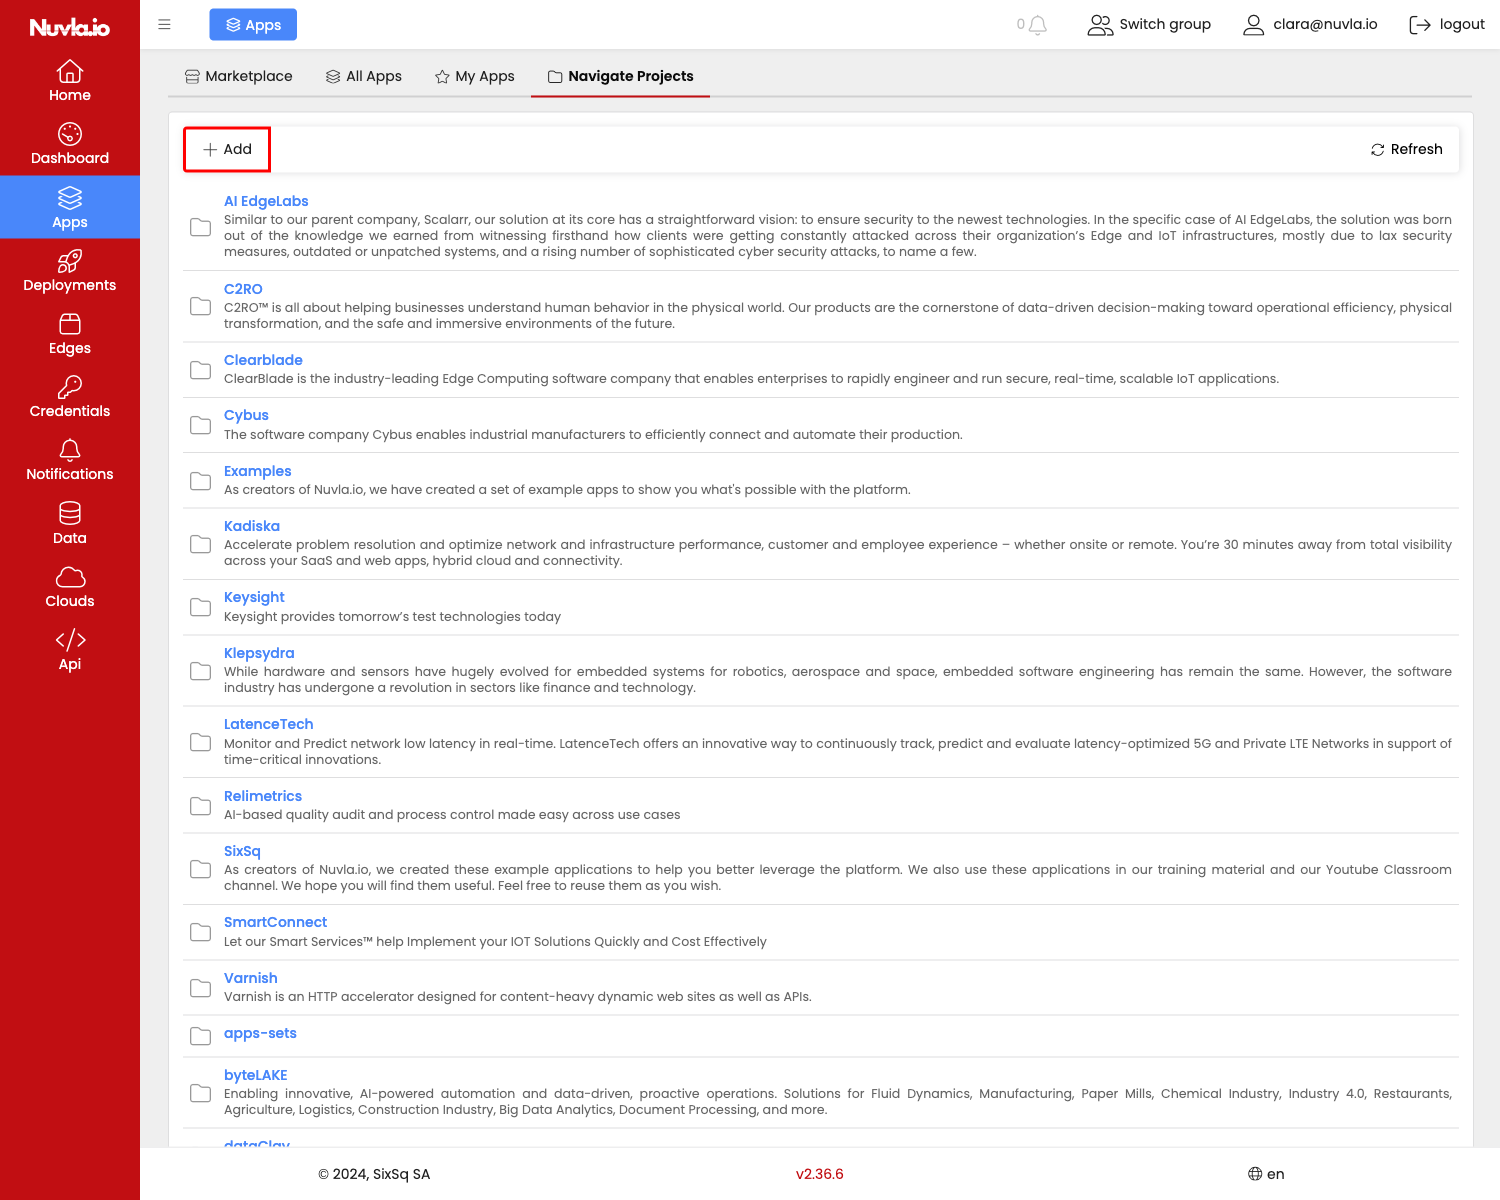 Nuvla.io
Apps
0
Switch group
clara@nuvla.io
logout
Home
Dashboard
Apps
Deployments
Edges
Credentials
Notifications
Data
Clouds
Api
Marketplace
All Apps
My Apps
Navigate Projects
Add
Refresh
AI EdgeLabs
Similar to our parent company, Scalarr, our solution at its core has a straightforward vision: to ensure security to the newest technologies. In the specific case of AI EdgeLabs, the solution was born
out of the knowledge we earned from witnessing firsthand how clients were getting constantly attacked across their organization’s Edge and IoT infrastructures, mostly due to lax security
measures, outdated or unpatched systems, and a rising number of sophisticated cyber security attacks, to name a few.
C2RO
C2RO™ is all about helping businesses understand human behavior in the physical world. Our products are the cornerstone of data-driven decision-making toward operational efficiency, physical
transformation, and the safe and immersive environments of the future.
Clearblade
ClearBlade is the industry-leading Edge Computing software company that enables enterprises to rapidly engineer and run secure, real-time, scalable IoT applications.
Cybus
The software company Cybus enables industrial manufacturers to efficiently connect and automate their production.
Examples
As creators of Nuvla.io, we have created a set of example apps to show you what's possible with the platform.
Kadiska
Accelerate problem resolution and optimize network and infrastructure performance, customer and employee experience – whether onsite or remote. You’re 30 minutes away from total visibility
across your SaaS and web apps, hybrid cloud and connectivity.
Keysight
Keysight provides tomorrow’s test technologies today
Klepsydra
While hardware and sensors have hugely evolved for embedded systems for robotics, aerospace and space, embedded software engineering has remain the same. However, the software
industry has undergone a revolution in sectors like finance and technology.
LatenceTech
Monitor and Predict network low latency in real-time. LatenceTech offers an innovative way to continuously track, predict and evaluate latency-optimized 5G and Private LTE Networks in support of
time-critical innovations.
Relimetrics
AI-based quality audit and process control made easy across use cases
SixSq
As creators of Nuvla.io, we created these example applications to help you better leverage the platform. We also use these applications in our training material and our Youtube Classroom
channel. We hope you will find them useful. Feel free to reuse them as you wish.
SmartConnect
Let our Smart Services™ help Implement your IOT Solutions Quickly and Cost Effectively
Varnish
Varnish is an HTTP accelerator designed for content-heavy dynamic web sites as well as APIs.
apps-sets
byteLAKE
Enabling innovative, AI-powered automation and data-driven, proactive operations. Solutions for Fluid Dynamics, Manufacturing, Paper Mills, Chemical Industry, Industry 4.0, Restaurants,
Agriculture, Logistics, Construction Industry, Big Data Analytics, Document Processing, and more.
dataClay
© 2024, SixSq SA
v2.36.6
en